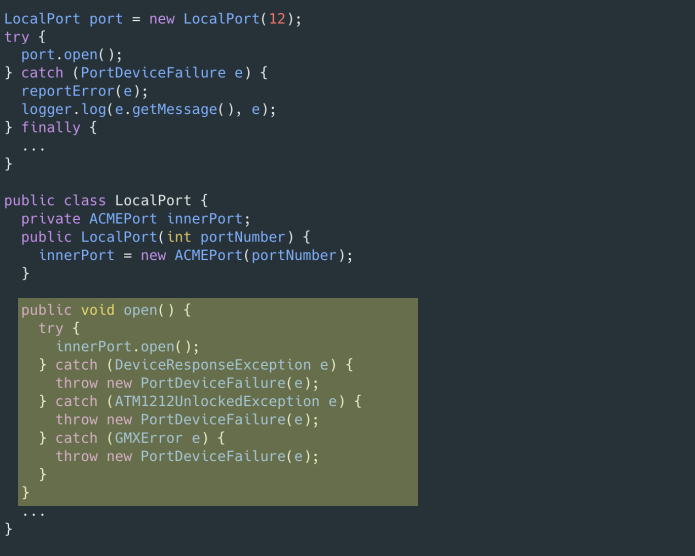 LocalPort port = new LocalPort(12);
try {
  port.open();
} catch (PortDeviceFailure e) {
  reportError(e);
  logger.log(e.getMessage(), e);
} finally {
  ...
}

public class LocalPort {
  private ACMEPort innerPort;
  public LocalPort(int portNumber) {
    innerPort = new ACMEPort(portNumber);
  }

  public void open() {
    try {
      innerPort.open();
    } catch (DeviceResponseException e) {
      throw new PortDeviceFailure(e);
    } catch (ATM1212UnlockedException e) {
      throw new PortDeviceFailure(e);
    } catch (GMXError e) {
      throw new PortDeviceFailure(e);
    }
  }
  ...
}